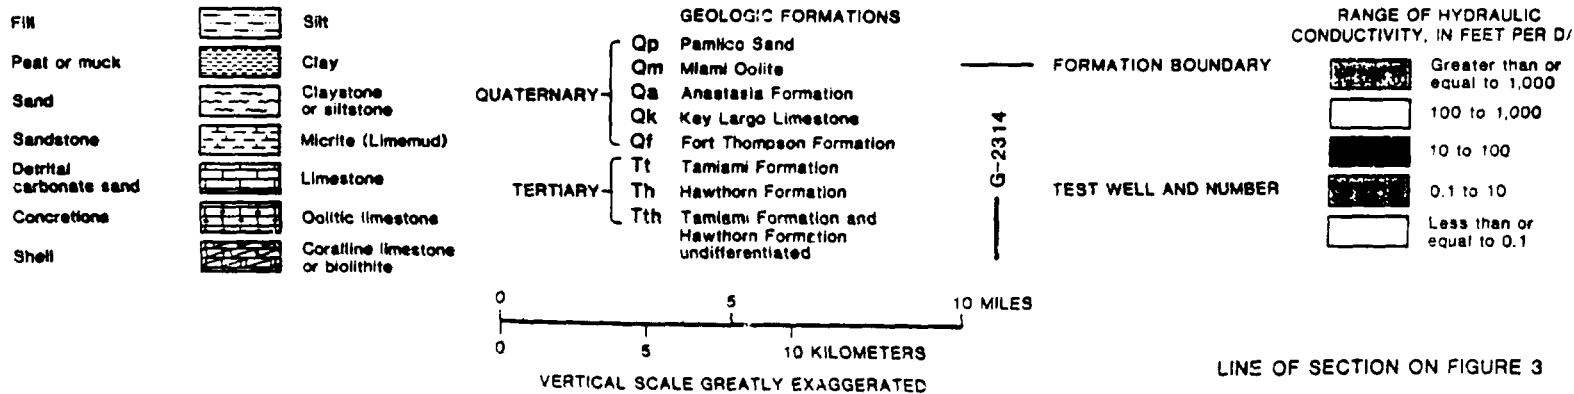 Fill
Peat or muck
Sand
Sandstone
Detrital
carbonate sand
Concretions
Shell
Silt
Clay
Claystone
or siltstone
Micrite (Limemud)
Limestone
Oolitic limestone
Coralline limestone
or biolithite
GEOLOGIC FORMATIONS
QUATERNARY
Qp Pamlico Sand
Qm Miami Oolite
Qa Anastasia Formation
Qk Key Largo Limestone
Qf Fort Thompson Formation
TERTIARY
Tt Tamiami Formation
Th Hawthorn Formation
Tth Tamiami Formation and
Hawthorn Formation
undifferentiated
FORMATION BOUNDARY
G-2314
TEST WELL AND NUMBER
RANGE OF HYDRAULIC
CONDUCTIVITY, IN FEET PER DA
Greater than or
equal to 1,000
100 to 1,000
10 to 100
0.1 to 10
Less than or
equal to 0.1
0 5 10 MILES
0 5 10 KILOMETERS
VERTICAL SCALE GREATLY EXAGGERATED
LINE OF SECTION ON FIGURE 3